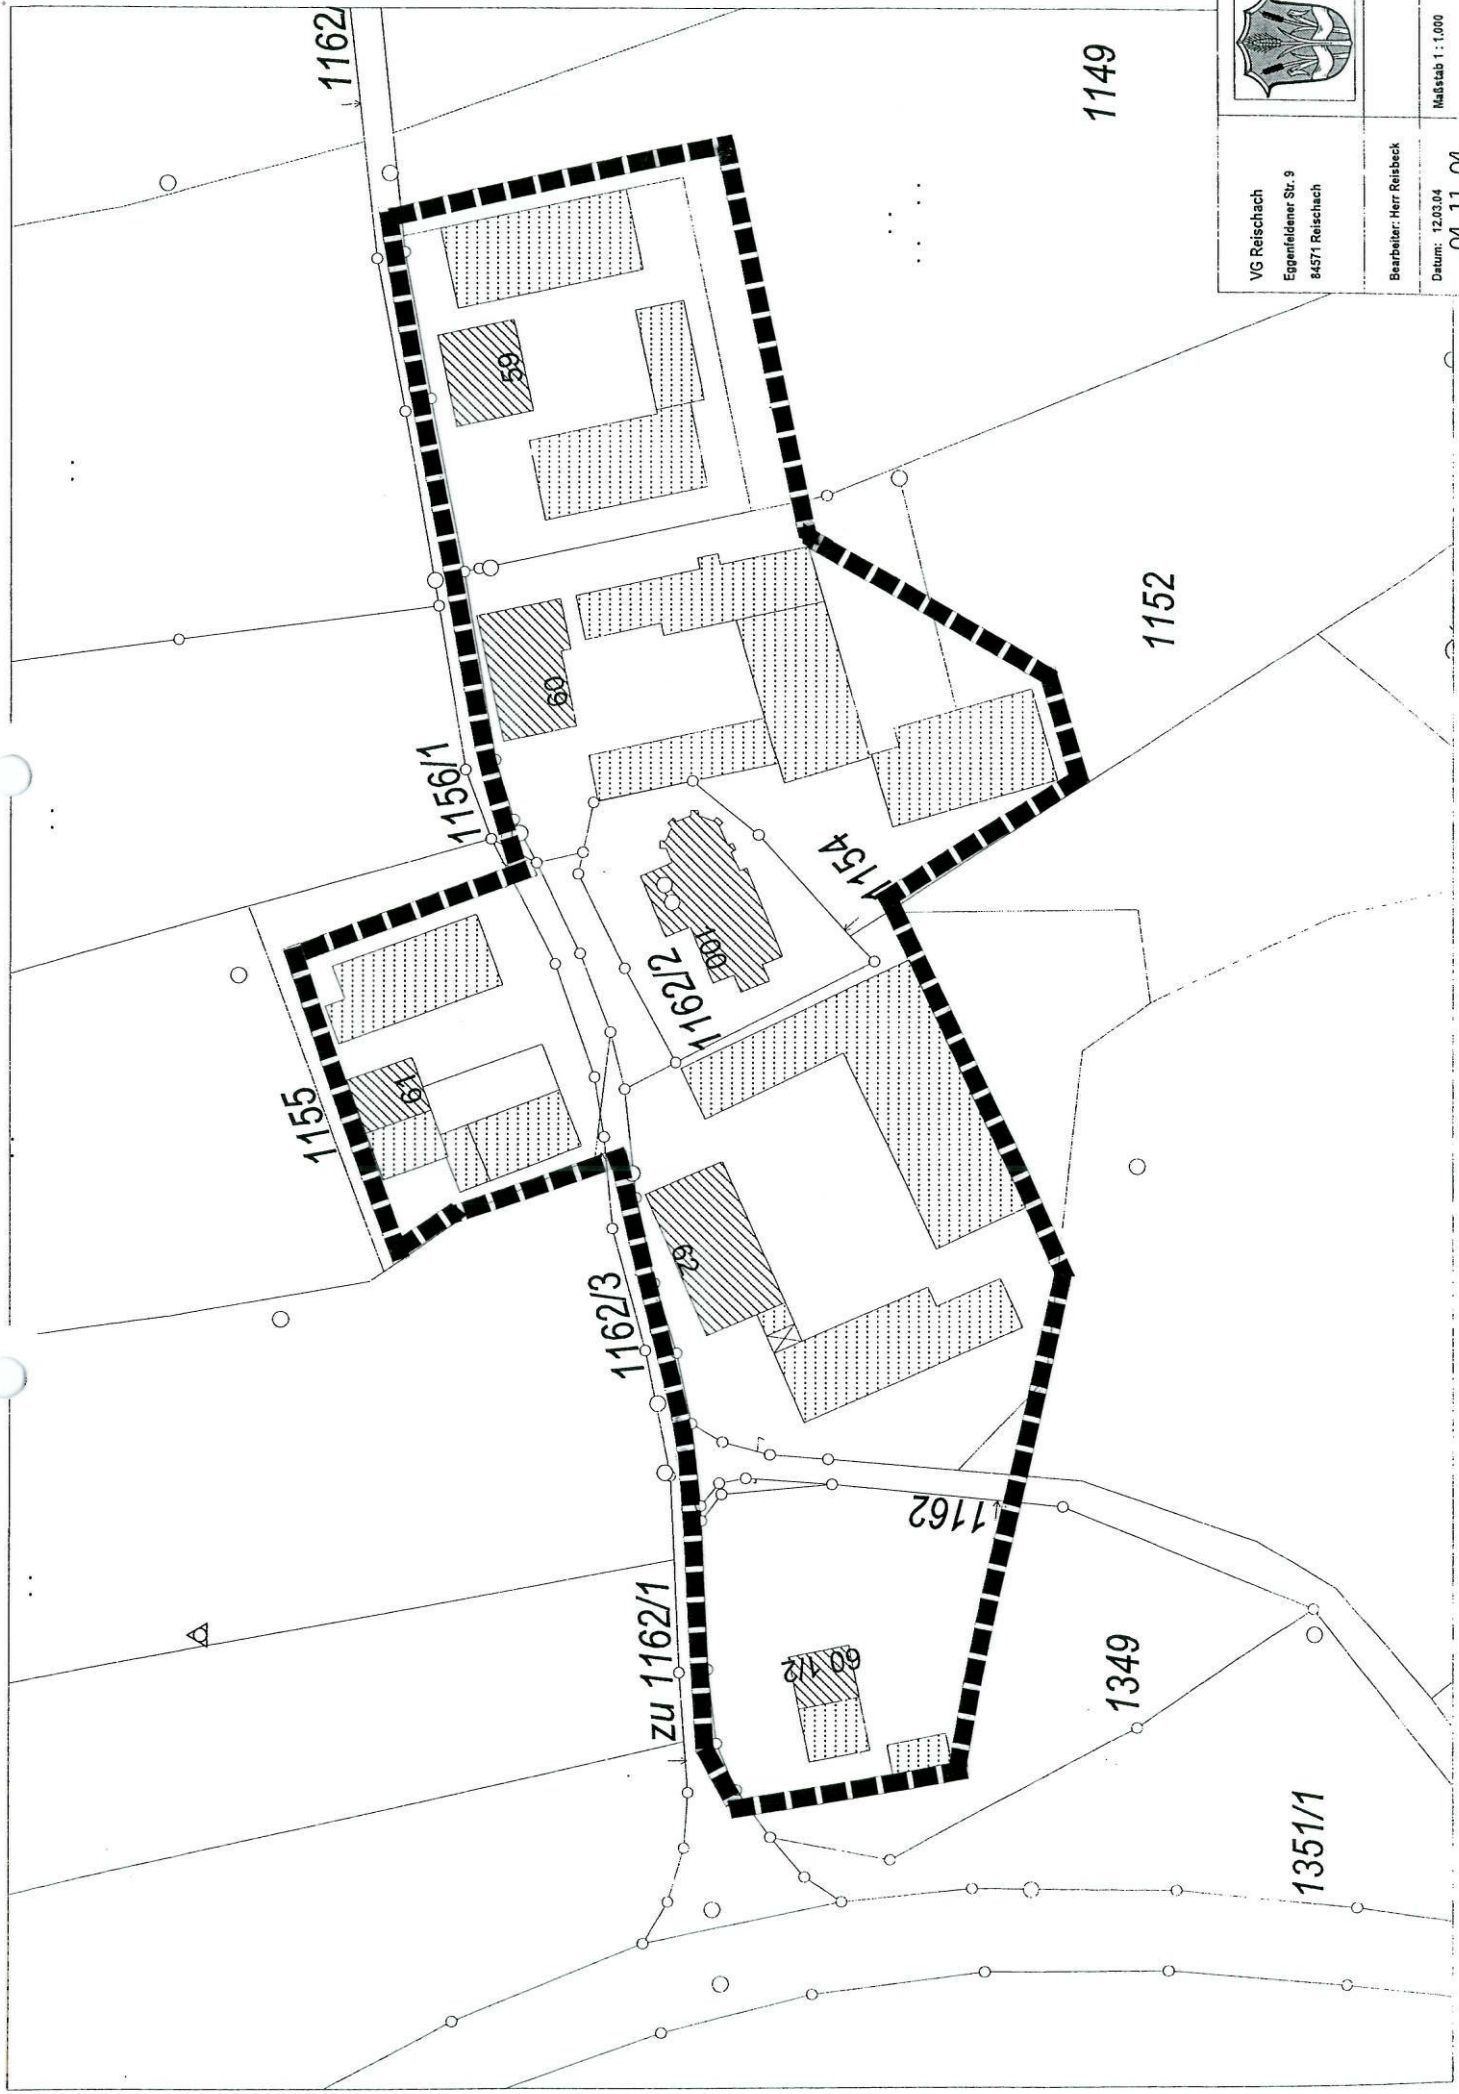 1162/
1149
59
1156/1
60
1152
1155
61
1162/2
100
1154
1162/3
62
zu 1162/1
1162
60 1/2
1349
1351/1
VG Reischach
Eggenfeldener Str. 9
84571 Reischach
Bearbeiter: Herr Reisbeck
Datum: 12.03.04
Maßstab 1 : 1.000